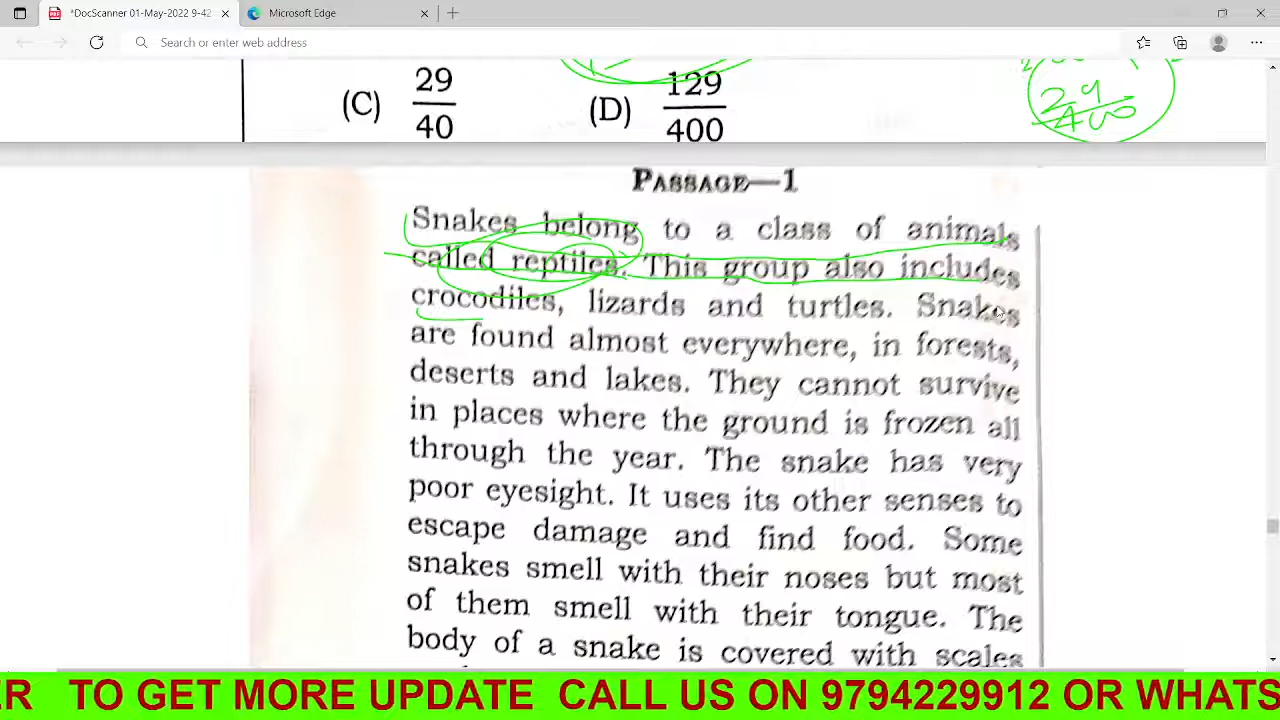 *DocScanner 01-May-2022 9-42
Microsoft Edge
Search or enter web address
(C) 29/40 (D) 129/400
29/400
PASSAGE—1
Snakes belong to a class of animals
called reptiles. This group also includes
crocodiles, lizards and turtles. Snakes
are found almost everywhere, in forests,
deserts and lakes. They cannot survive
in places where the ground is frozen all
through the year. The snake has very
poor eyesight. It uses its other senses to
escape damage and find food. Some
snakes smell with their noses but most
of them smell with their tongue. The
body of a snake is covered with scales
ER TO GET MORE UPDATE CALL US ON 9794229912 OR WHATS